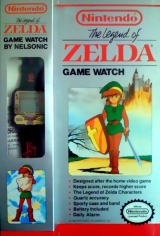 Nintendo
The Legend of
ZELDA
GAME WATCH
BY NELSONIC
Nintendo
The Legend of
ZELDA
GAME WATCH
• Designed after the home video game
• Keeps score, records higher score
• The Legend of Zelda Characters
• Quartz accuracy
• Sporty case and band
• Battery included
• Daily Alarm